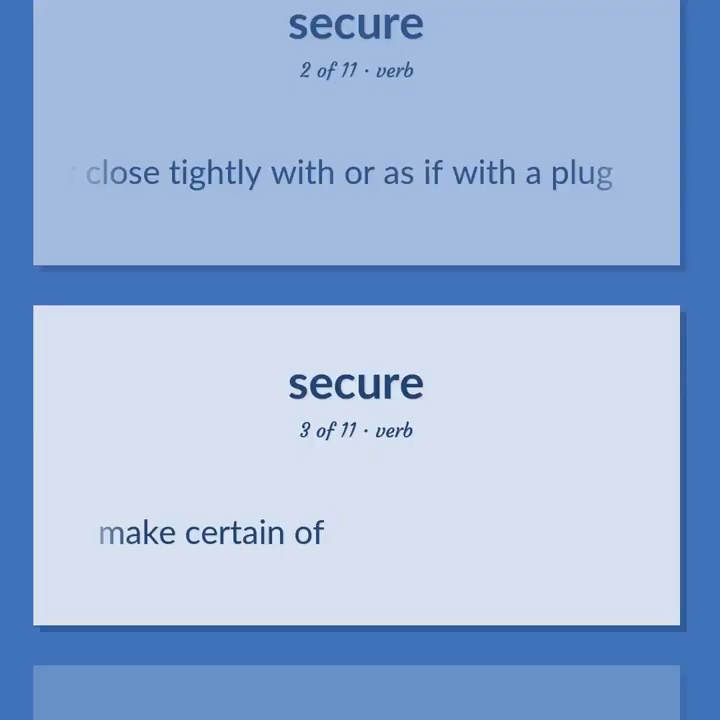 secure
2 of 11 · verb
close tightly with or as if with a plug
secure
3 of 11 · verb
make certain of